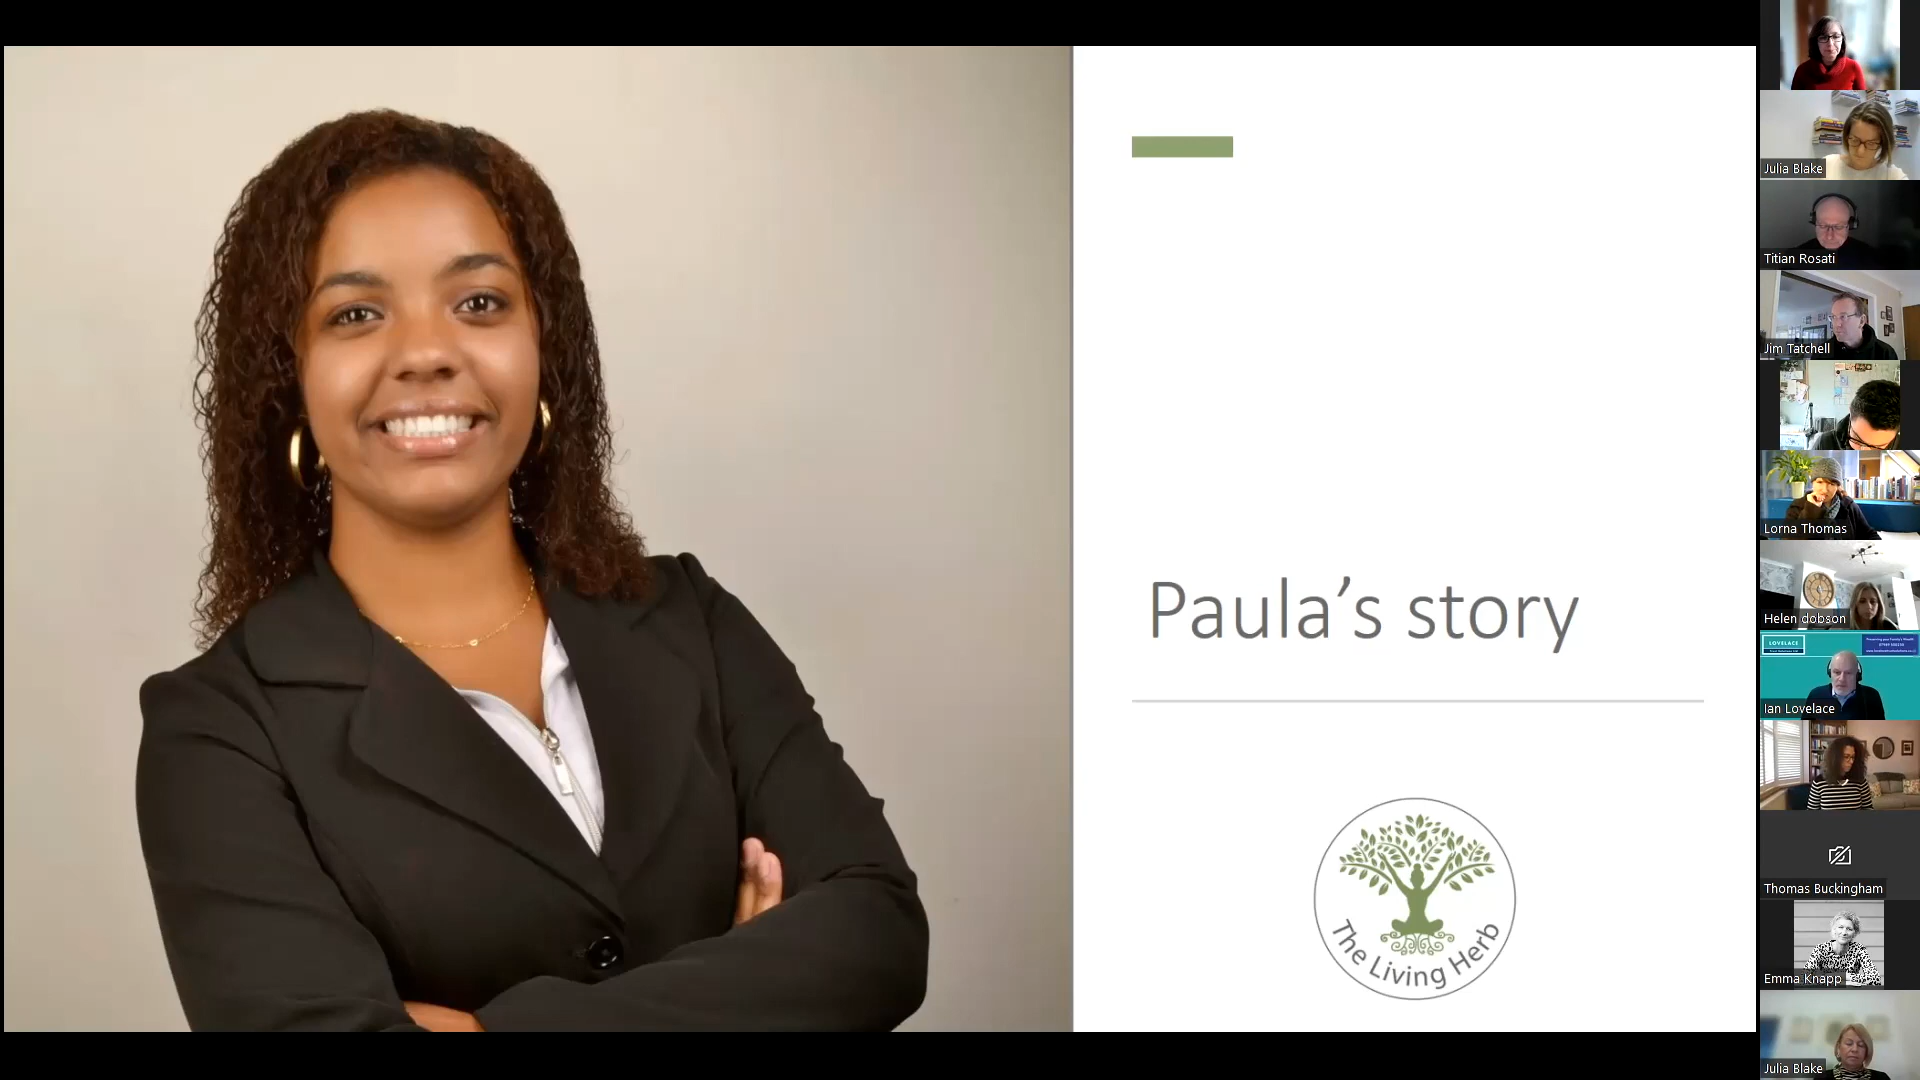 Paula's story
The Living Herb
Julia Blake
Titian Rosati
Jim Tatchell
Lorna Thomas
Helen dobson
LOVELACE
Ian Lovelace
Thomas Buckingham
Emma Knapp
Julia Blake